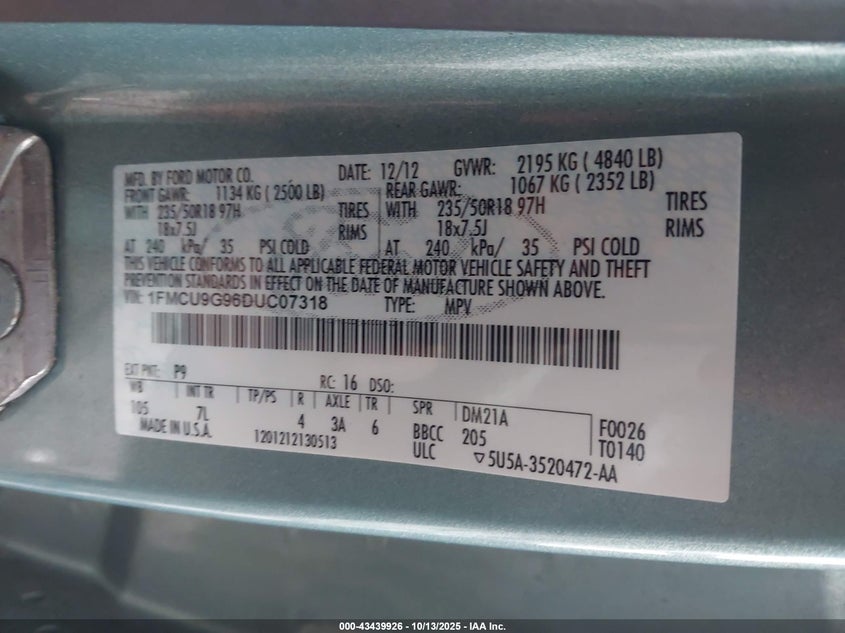 MFD. BY FORD MOTOR CO. DATE: 12/12 GVWR: 2195 KG ( 4840 LB)
FRONT GAWR: 1134 KG ( 2500 LB) REAR GAWR: 1067 KG ( 2352 LB)
WITH 235/50R18 97H TIRES WITH 235/50R18 97H TIRES
18x7.5J RIMS 18x7.5J RIMS
AT 240 kPa/ 35 PSI COLD AT 240 kPa/ 35 PSI COLD
THIS VEHICLE CONFORMS TO ALL APPLICABLE FEDERAL MOTOR VEHICLE SAFETY AND THEFT
PREVENTION STANDARDS IN EFFECT ON THE DATE OF MANUFACTURE SHOWN ABOVE.
VIN: 1FMCU9G96DUC07318 TYPE: MPV
EXT PNT: P9 RC: 16 DSO:
WB INT TR TP/PS R AXLE TR SPR DM21A F0026
105 7L 4 3A 6 BBCC 205 T0140
MADE IN U.S.A. 1201212130513 ULC ▽5U5A-3520472-AA
000-43439926 - 10/13/2025 - IAA Inc.